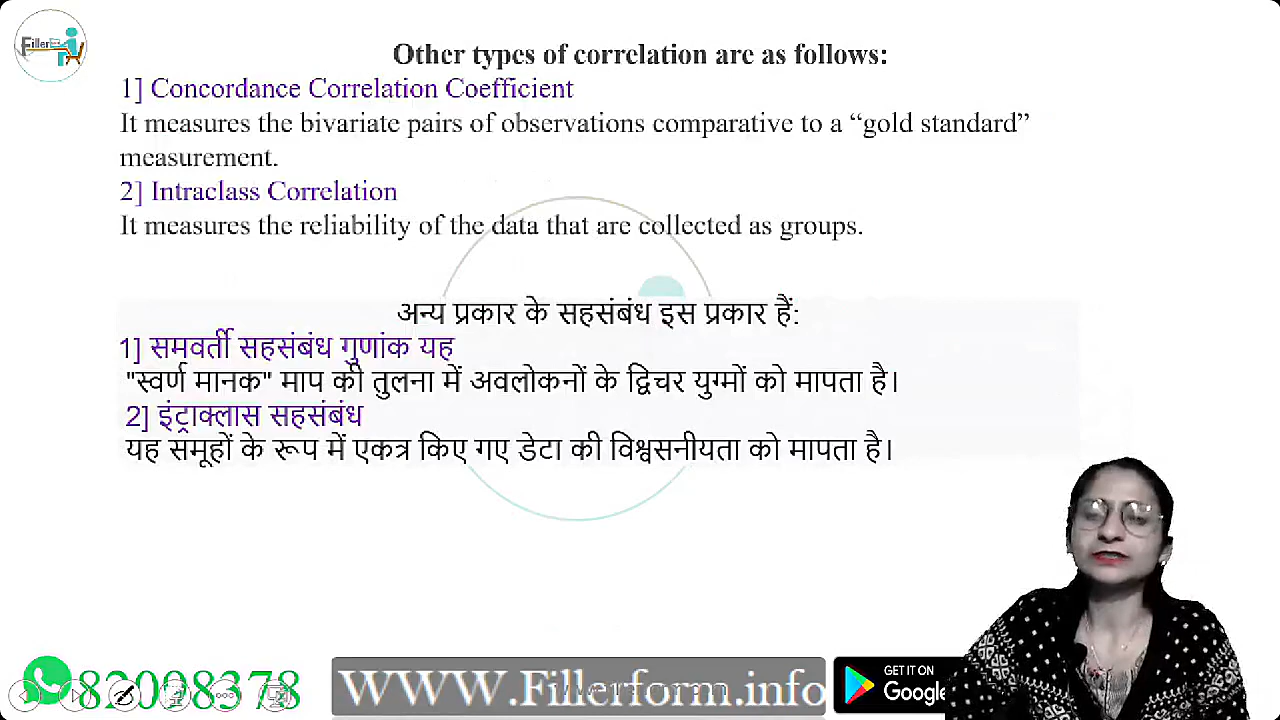 Filler
Other types of correlation are as follows:
1] Concordance Correlation Coefficient
It measures the bivariate pairs of observations comparative to a “gold standard”
measurement.
2] Intraclass Correlation
It measures the reliability of the data that are collected as groups.
अन्य प्रकार के सहसंबंध इस प्रकार हैं:
1] समवर्ती सहसंबंध गुणांक यह
"स्वर्ण मानक" माप की तुलना में अवलोकनों के द्विचर युग्मों को मापता है।
2] इंट्राक्लास सहसंबंध
यह समूहों के रूप में एकत्र किए गए डेटा की विश्वसनीयता को मापता है।
WWW.Fillerform.info
GET IT ON
Google